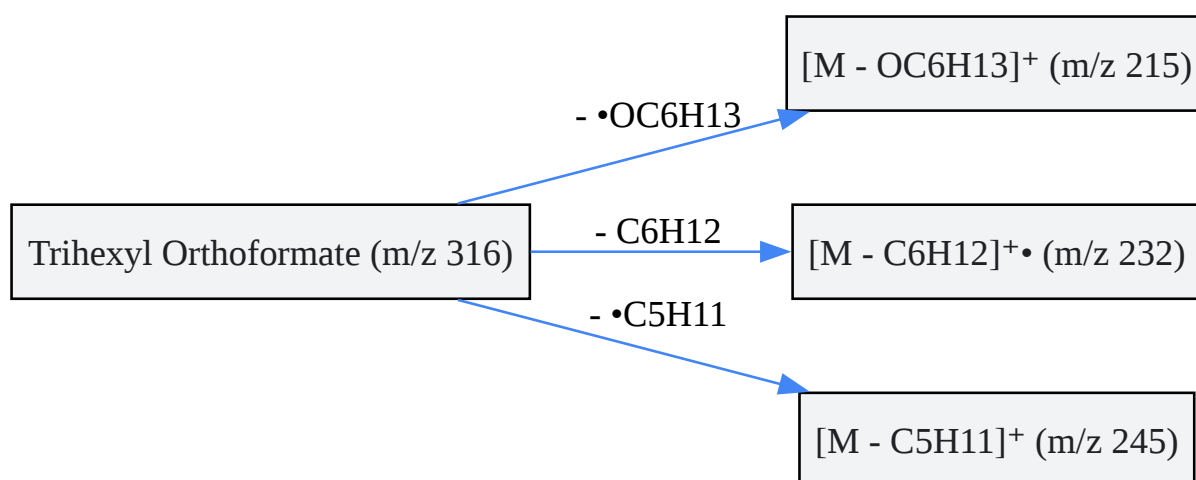 [M - OC6H13]⁺ (m/z 215)
- •OC6H13
- C6H12
Trihexyl Orthoformate (m/z 316)
[M - C6H12]⁺• (m/z 232)
- •C5H11
[M - C5H11]⁺ (m/z 245)